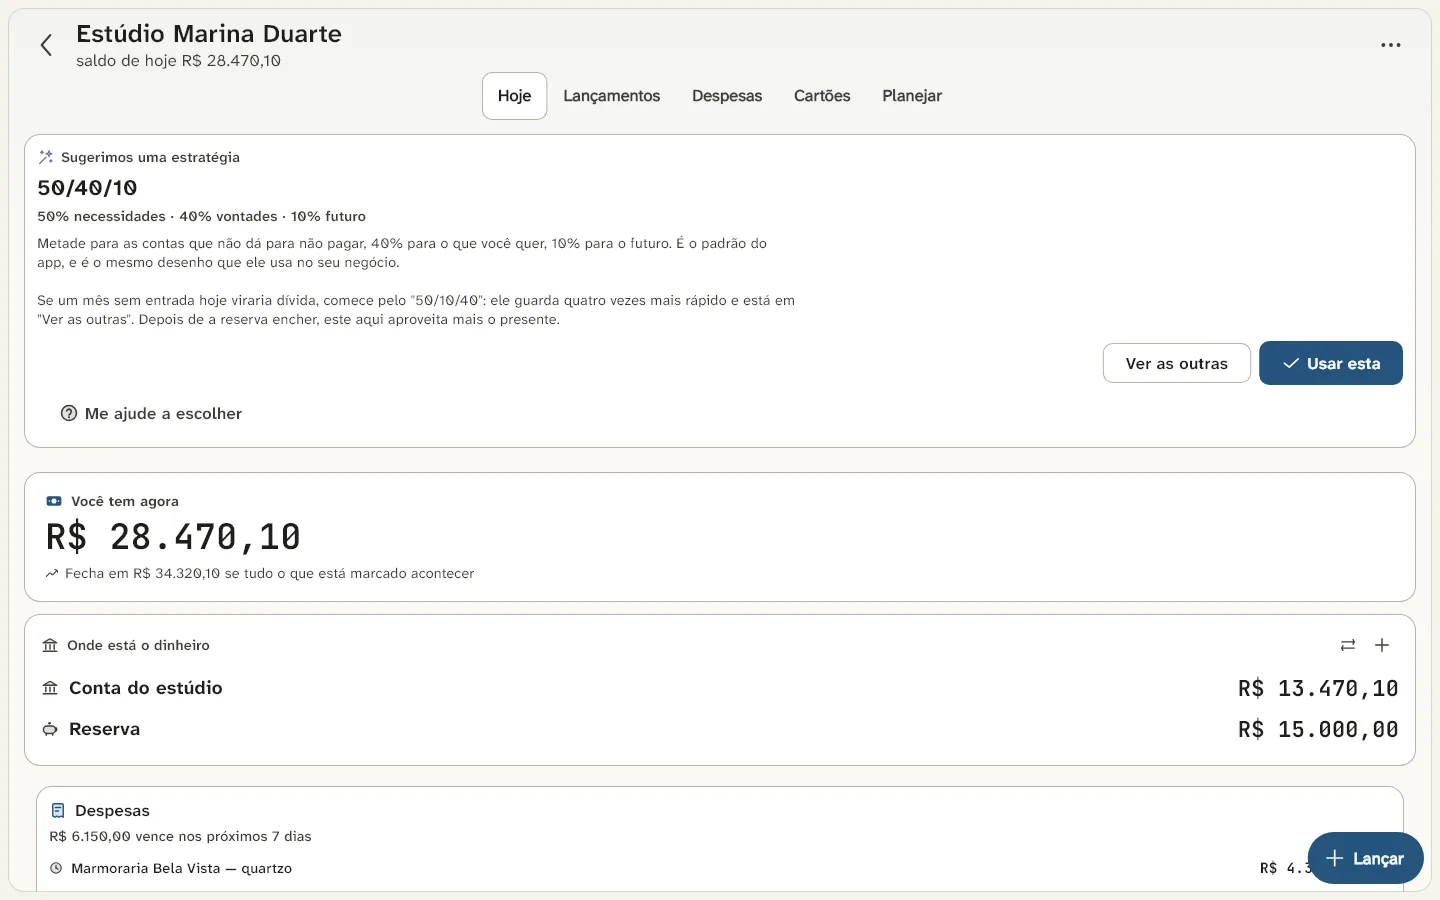 Estúdio Marina Duarte
saldo de hoje R$ 28.470,10
Hoje
Lançamentos
Despesas
Cartões
Planejar
Sugerimos uma estratégia
50/40/10
50% necessidades · 40% vontades · 10% futuro
Metade para as contas que não dá para não pagar, 40% para o que você quer, 10% para o futuro. É o padrão do
app, e é o mesmo desenho que ele usa no seu negócio.
Se um mês sem entrada hoje viraria dívida, comece pelo "50/10/40": ele guarda quatro vezes mais rápido e está em
"Ver as outras". Depois de a reserva encher, este aqui aproveita mais o presente.
Ver as outras
Usar esta
Me ajude a escolher
Você tem agora
R$ 28.470,10
Fecha em R$ 34.320,10 se tudo o que está marcado acontecer
Onde está o dinheiro
Conta do estúdio R$ 13.470,10
Reserva R$ 15.000,00
Despesas
R$ 6.150,00 vence nos próximos 7 dias
Marmoraria Bela Vista — quartzo R$
Lançar